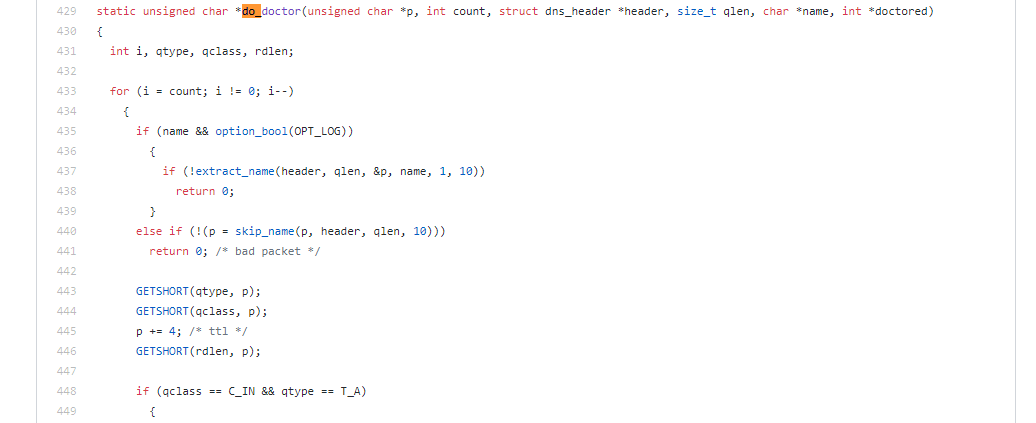 429 static unsigned char *do_doctor(unsigned char *p, int count, struct dns_header *header, size_t qlen, char *name, int *doctored)
430 {
431   int i, qtype, qclass, rdlen;
432
433   for (i = count; i != 0; i--)
434     {
435       if (name && option_bool(OPT_LOG))
436         {
437           if (!extract_name(header, qlen, &p, name, 1, 10))
438             return 0;
439         }
440       else if (!(p = skip_name(p, header, qlen, 10)))
441         return 0; /* bad packet */
442
443       GETSHORT(qtype, p);
444       GETSHORT(qclass, p);
445       p += 4; /* ttl */
446       GETSHORT(rdlen, p);
447
448       if (qclass == C_IN && qtype == T_A)
449         {